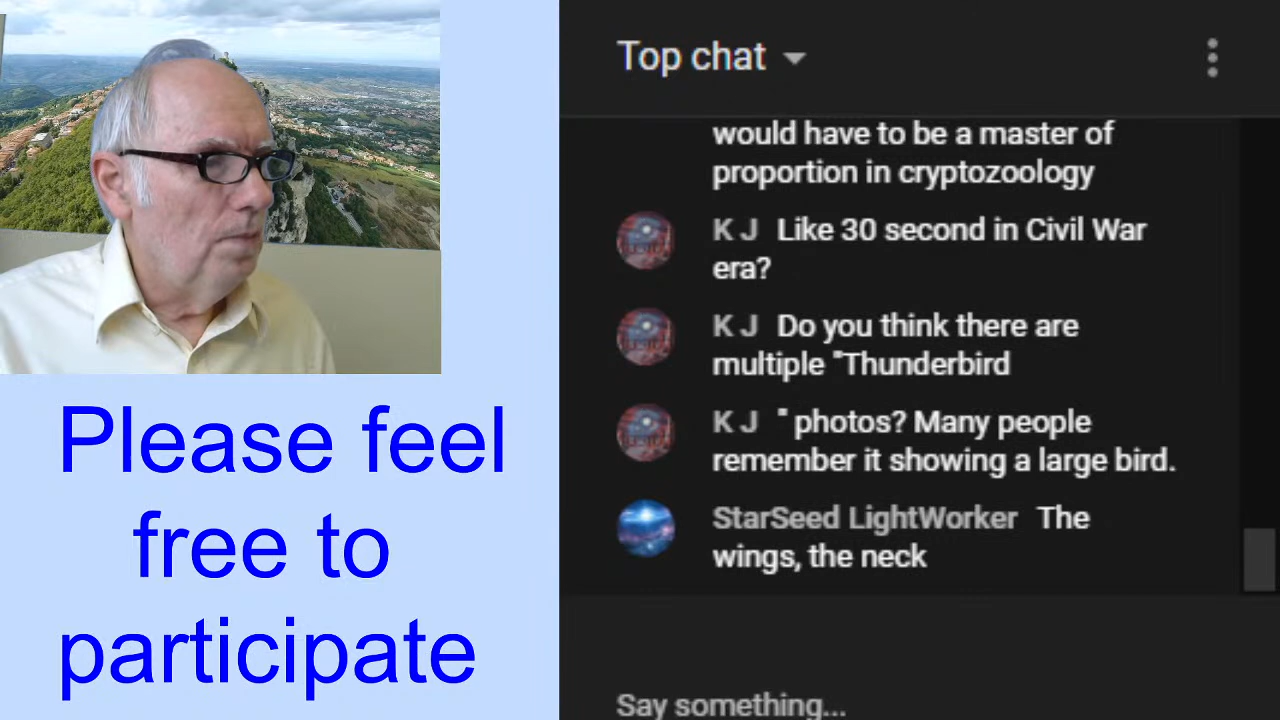 Please feel
free to
participate
Top chat
would have to be a master of
proportion in cryptozoology
K J Like 30 second in Civil War
era?
K J Do you think there are
multiple "Thunderbird
K J " photos? Many people
remember it showing a large bird.
StarSeed LightWorker The
wings, the neck
Say something...